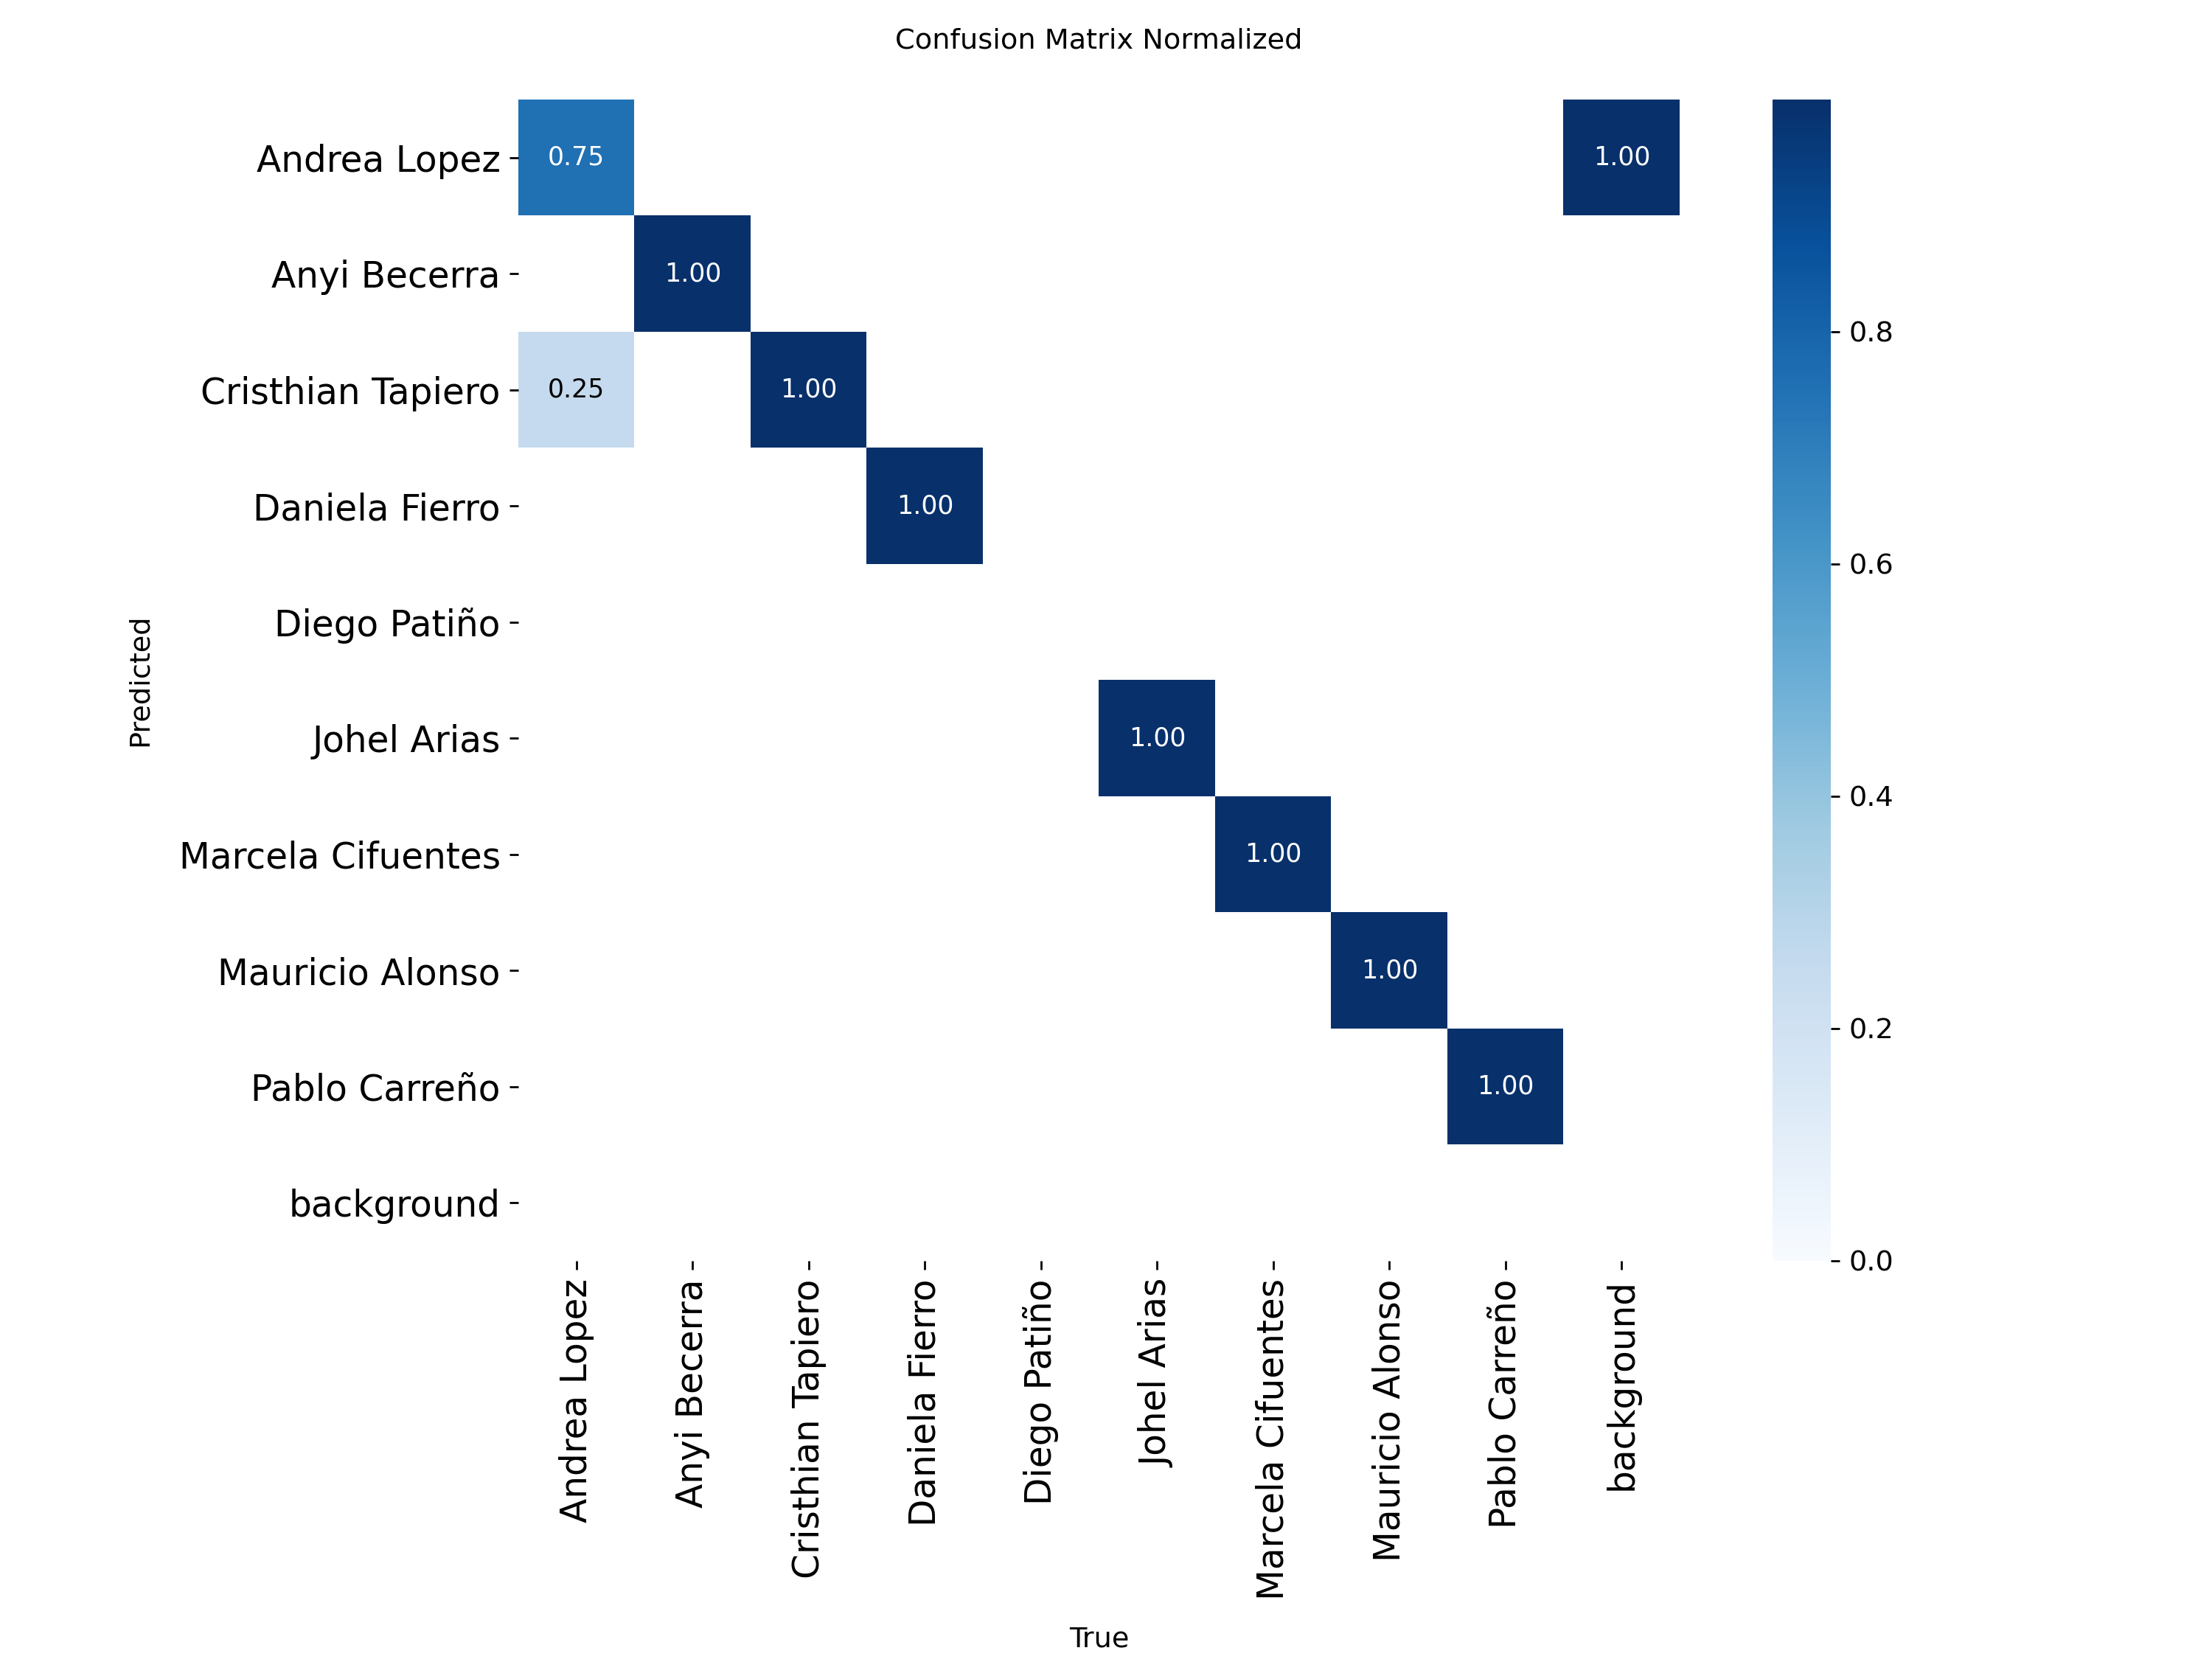 Confusion Matrix Normalized
Andrea Lopez
0.75
1.00
Anyi Becerra
1.00
Cristhian Tapiero
0.25
1.00
Daniela Fierro
1.00
Diego Patiño
Johel Arias
1.00
Marcela Cifuentes
1.00
Mauricio Alonso
1.00
Pablo Carreño
1.00
background
Predicted
Andrea Lopez
Anyi Becerra
Cristhian Tapiero
Daniela Fierro
Diego Patiño
Johel Arias
Marcela Cifuentes
Mauricio Alonso
Pablo Carreño
background
True
0.8
0.6
0.4
0.2
0.0